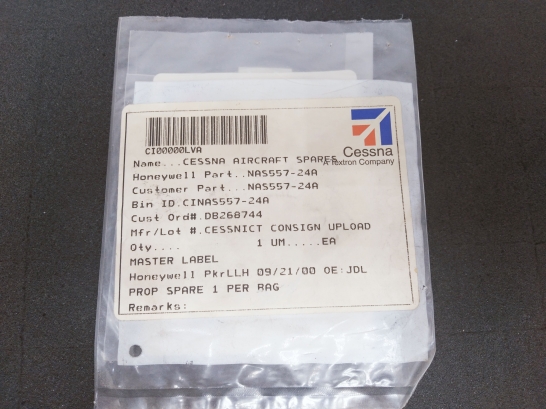 CI00000LVA
Cessna
A Textron Company
Name...CESSNA AIRCRAFT SPARES
Honeywell Part..NAS557-24A
Customer Part...NAS557-24A
Bin ID.CINAS557-24A
Cust Ord#.DB268744
Mfr/Lot #.CESSNICT CONSIGN UPLOAD
Qty.... 1 UM.....EA
MASTER LABEL
Honeywell PkrLLH 09/21/00 OE:JDL
PROP SPARE 1 PER BAG
Remarks: